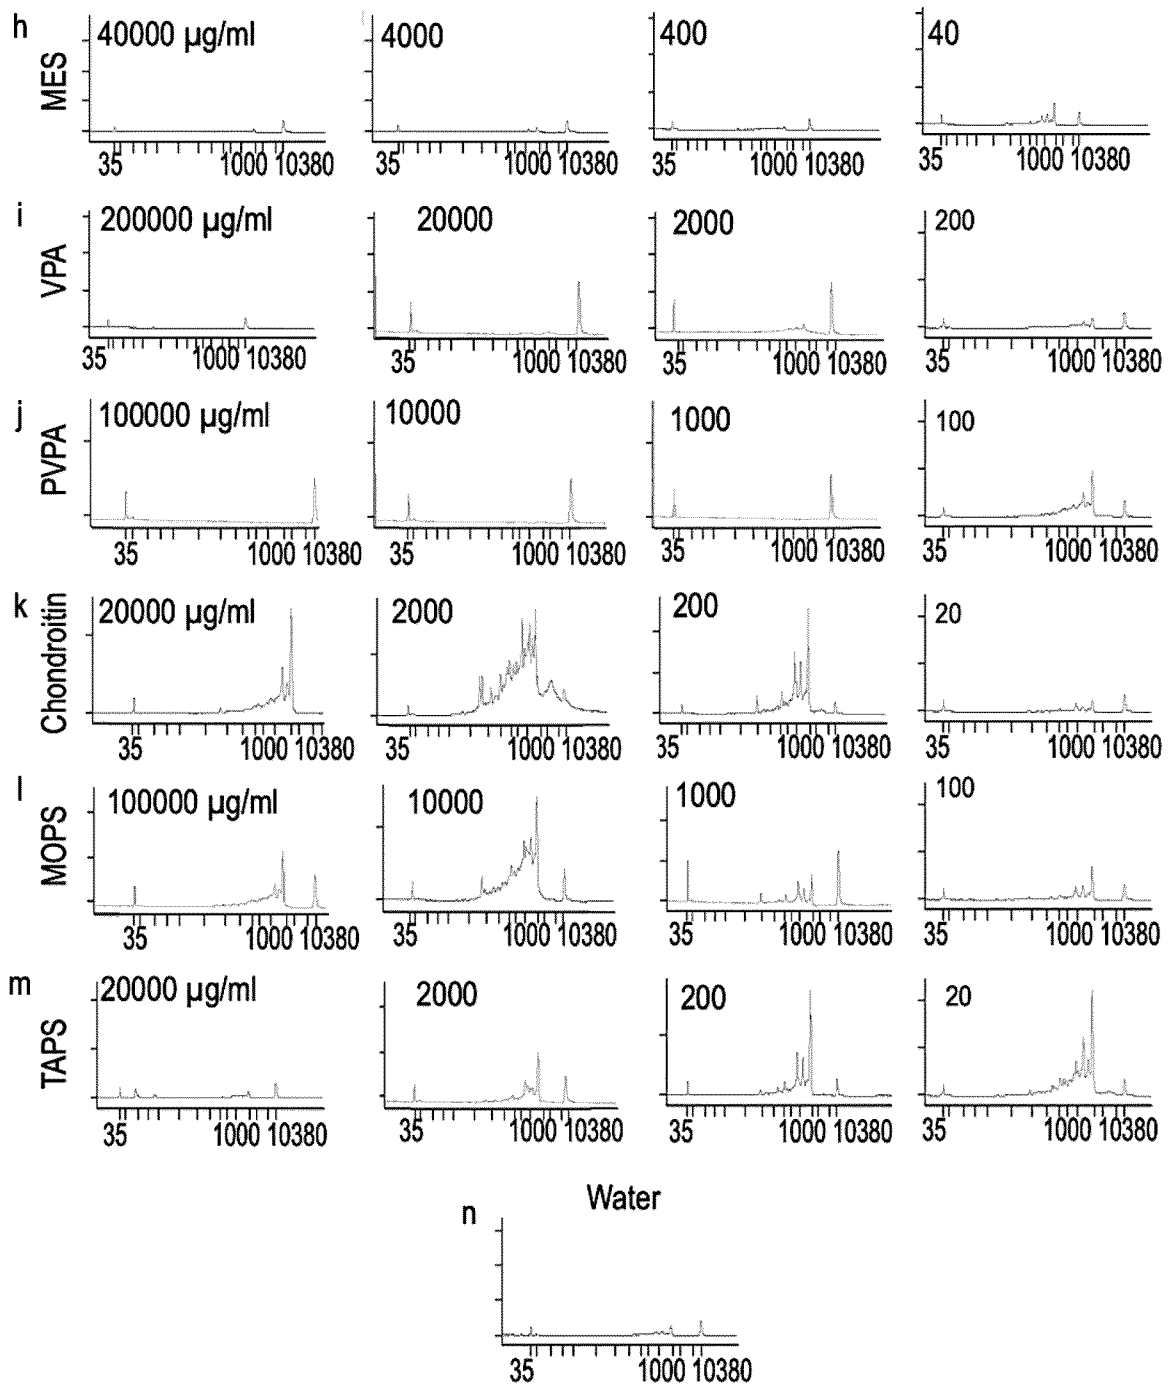 h MES 40000 µg/ml 4000 400 40
35 1000 10380 35 1000 10380 35 1000 10380 35 1000 10380
i VPA 200000 µg/ml 20000 2000 200
35 1000 10380 35 1000 10380 35 1000 10380 35 1000 10380
j PVPA 100000 µg/ml 10000 1000 100
35 1000 10380 35 1000 10380 35 1000 10380 35 1000 10380
k Chondroitin 20000 µg/ml 2000 200 20
35 1000 10380 35 1000 10380 35 1000 10380 35 1000 10380
l MOPS 100000 µg/ml 10000 1000 100
35 1000 10380 35 1000 10380 35 1000 10380 35 1000 10380
m TAPS 20000 µg/ml 2000 200 20
35 1000 10380 35 1000 10380 35 1000 10380 35 1000 10380
n Water
35 1000 10380